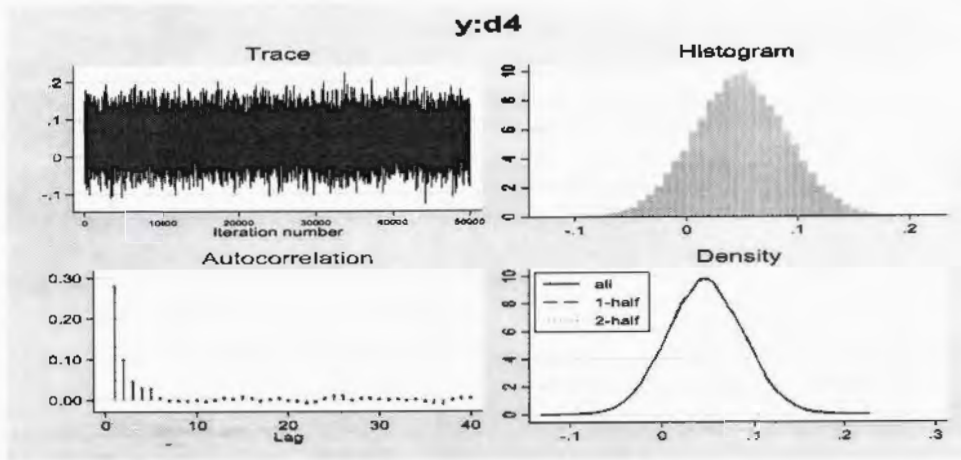 y:d4
Trace
.2
.1
0
-.1
0 10000 20000 30000 40000 50000
Iteration number
Histogram
10
8
6
4
2
0
-.1 0 .1 .2
Autocorrelation
0.30
0.20
0.10
0.00
0 10 20 30 40
Lag
Density
all
1-half
2-half
10
8
6
4
2
0
-.1 0 .1 .2 .3